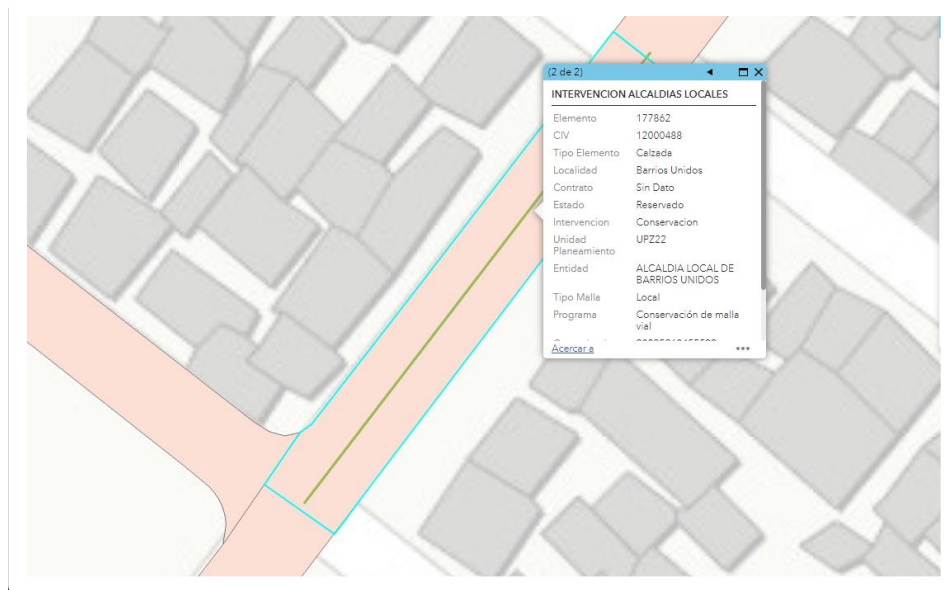 (2 de 2)
INTERVENCION ALCALDIAS LOCALES
Elemento 177862
CIV 12000488
Tipo Elemento Calzada
Localidad Barrios Unidos
Contrato Sin Dato
Estado Reservado
Intervencion Conservacion
Unidad Planeamiento UPZ22
Entidad ALCALDIA LOCAL DE
BARRIOS UNIDOS
Tipo Malla Local
Programa Conservación de malla
vial
Acercar a